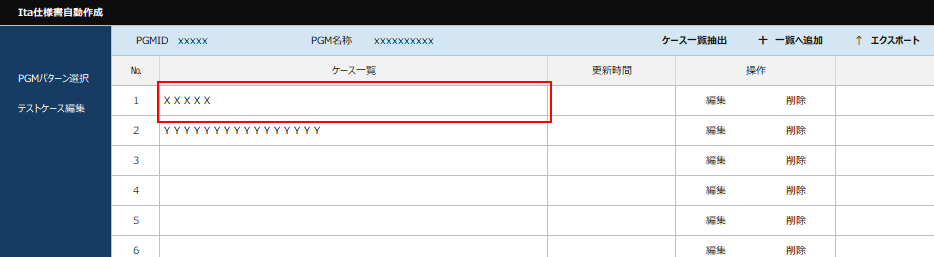 Ita仕様書自動作成
PGMID xxxxx PGM名称 xxxxxxxxxx ケース一覧抽出 ＋ 一覧へ追加 ↑ エクスポート
PGMパターン選択
テストケース編集
No. ケース一覧 更新時間 操作
1 ＸＸＸＸＸ 編集 削除
2 ＹＹＹＹＹＹＹＹＹＹＹＹＹＹＹＹ 編集 削除
3 編集 削除
4 編集 削除
5 編集 削除
6 編集 削除